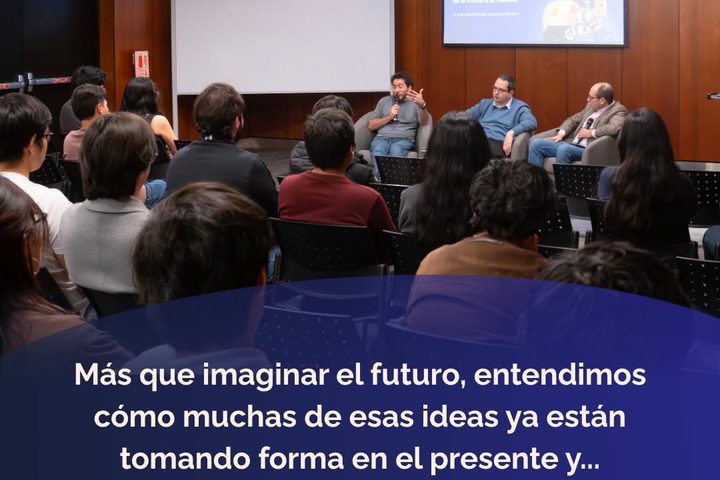 Más que imaginar el futuro, entendimos
cómo muchas de esas ideas ya están
tomando forma en el presente y...